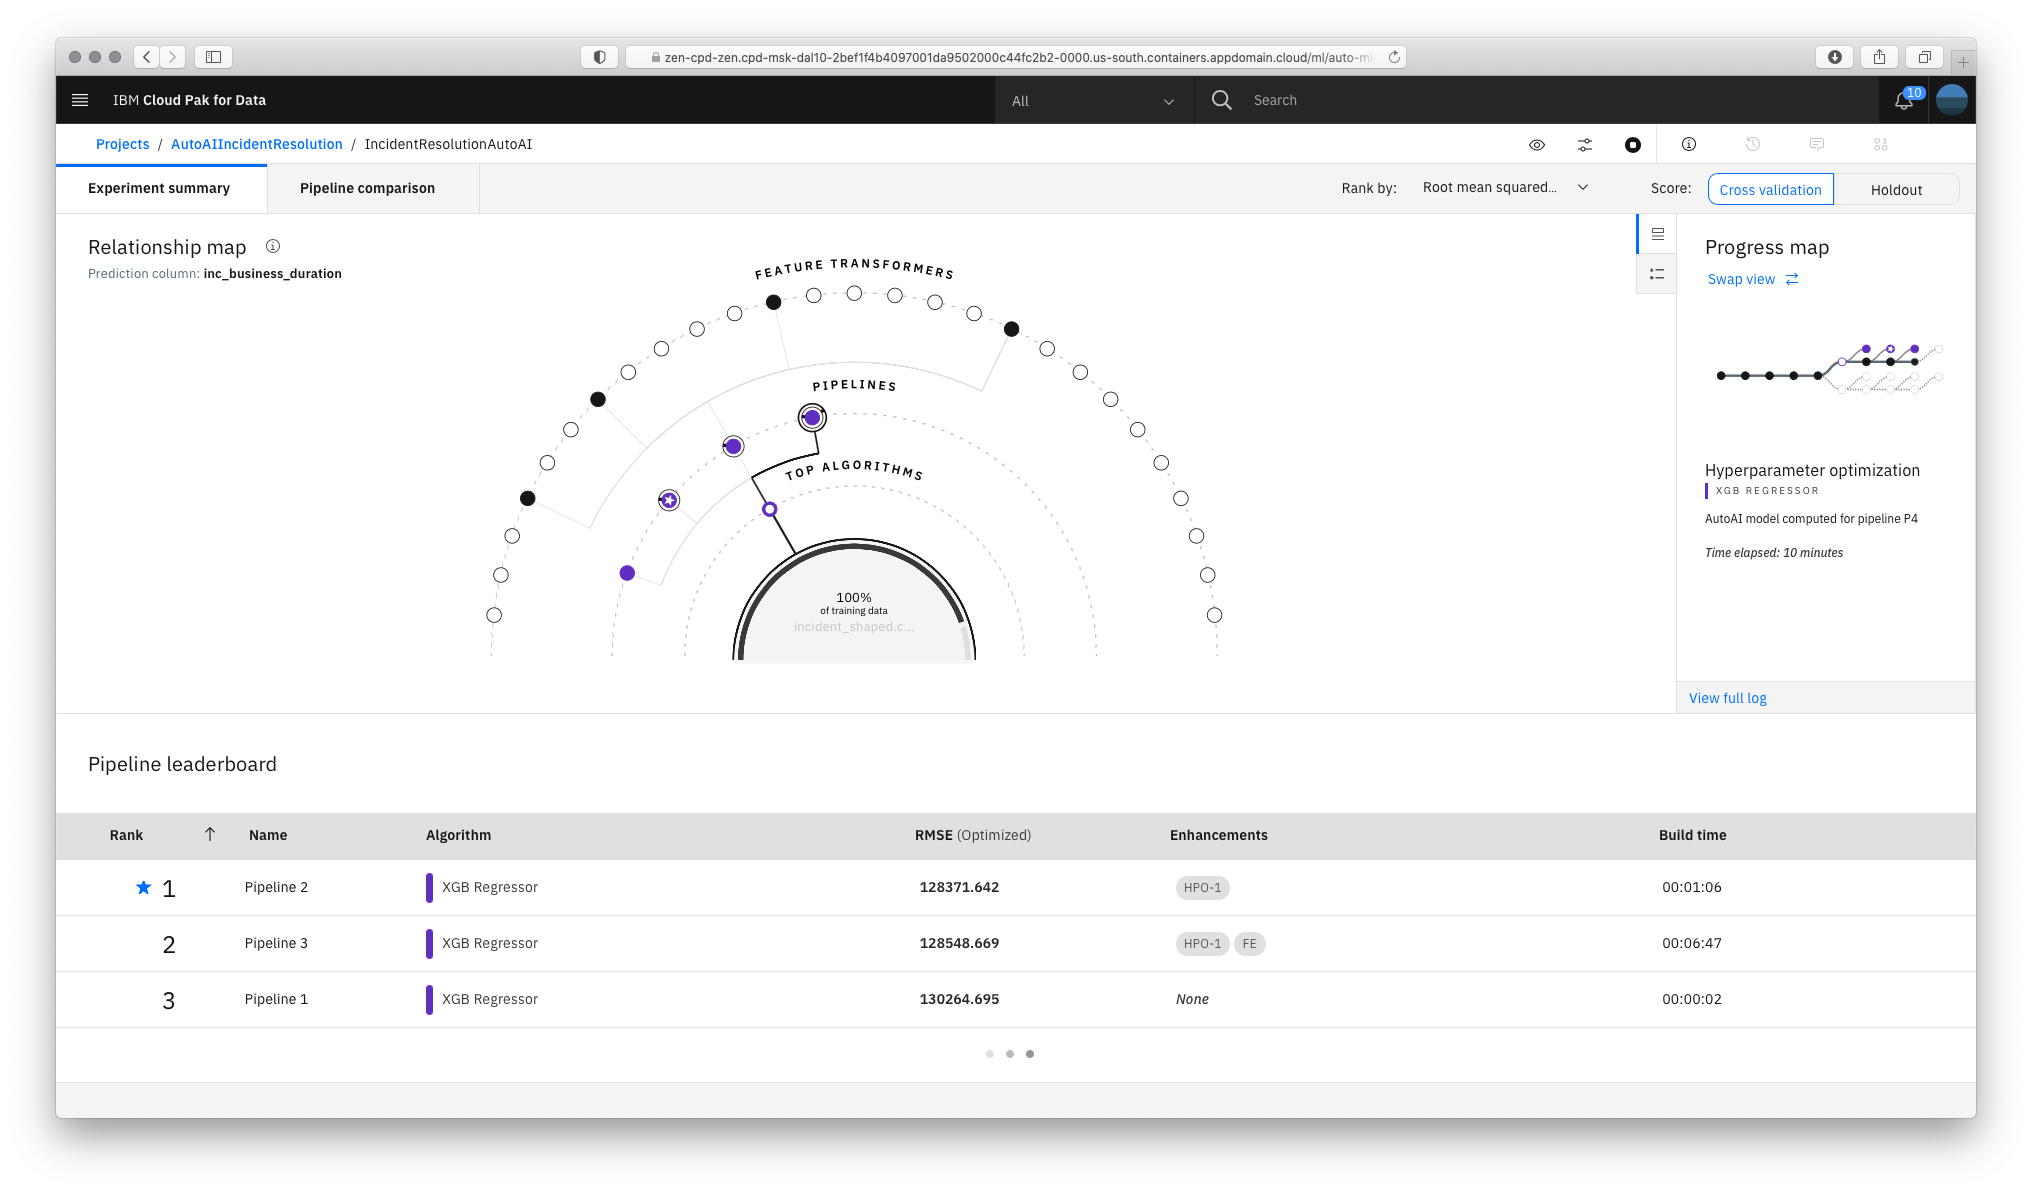 zen-cpd-zen.cpd-msk-dal10-2bef1f4b4097001da9502000c44fc2b2-0000.us-south.containers.appdomain.cloud/ml/auto-ml
IBM Cloud Pak for Data
All
Search
10
Projects / AutoAIIncidentResolution / IncidentResolutionAutoAI
Experiment summary
Pipeline comparison
Rank by: Root mean squared...
Score: Cross validation Holdout
Relationship map
Prediction column: inc_business_duration
FEATURE TRANSFORMERS
PIPELINES
TOP ALGORITHMS
100%
of training data
incident_shaped.c...
Progress map
Swap view
Hyperparameter optimization
XGB REGRESSOR
AutoAI model computed for pipeline P4
Time elapsed: 10 minutes
View full log
Pipeline leaderboard
Rank Name Algorithm RMSE (Optimized) Enhancements Build time
1 Pipeline 2 XGB Regressor 128371.642 HPO-1 00:01:06
2 Pipeline 3 XGB Regressor 128548.669 HPO-1 FE 00:06:47
3 Pipeline 1 XGB Regressor 130264.695 None 00:00:02